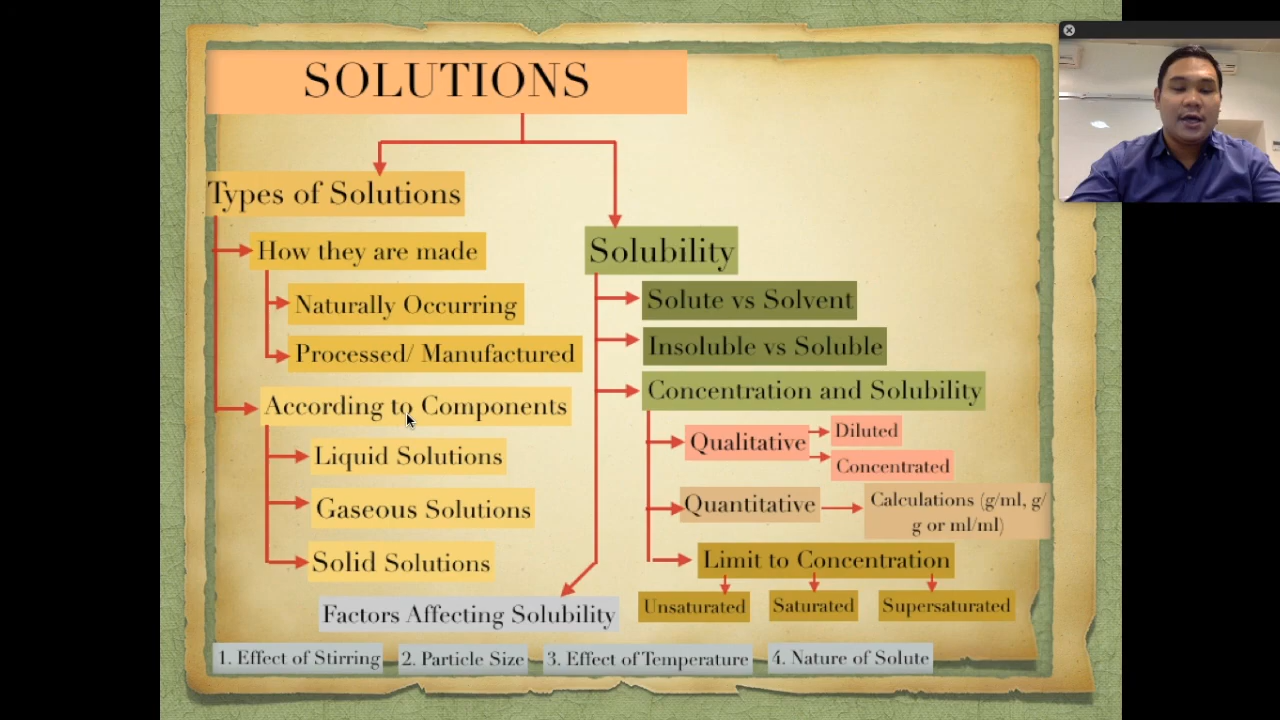 SOLUTIONS
Types of Solutions
How they are made
Naturally Occurring
Processed/ Manufactured
According to Components
Liquid Solutions
Gaseous Solutions
Solid Solutions
Solubility
Solute vs Solvent
Insoluble vs Soluble
Concentration and Solubility
Qualitative
Diluted
Concentrated
Quantitative
Calculations (g/ml, g/
g or ml/ml)
Limit to Concentration
Unsaturated
Saturated
Supersaturated
Factors Affecting Solubility
1. Effect of Stirring
2. Particle Size
3. Effect of Temperature
4. Nature of Solute